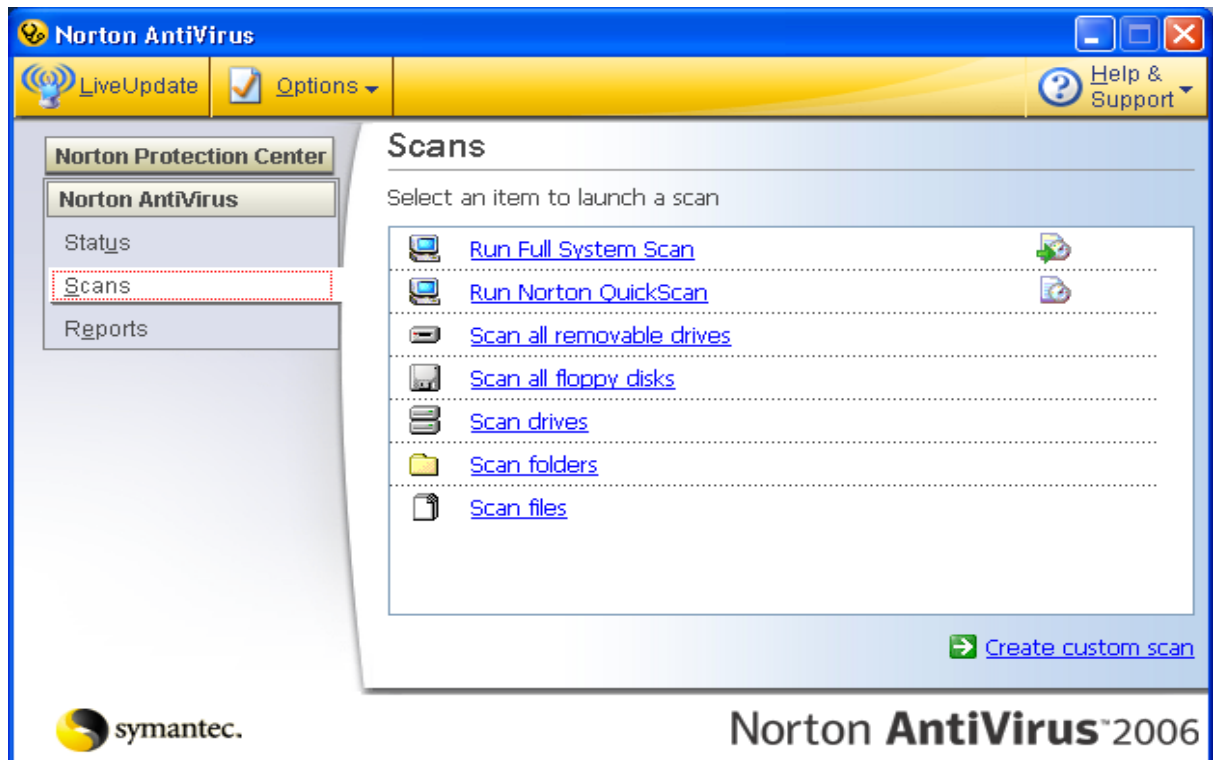 Norton AntiVirus
LiveUpdate
Options
Help &
Support
Norton Protection Center
Norton AntiVirus
Status
Scans
Reports
Scans
Select an item to launch a scan
Run Full System Scan
Run Norton QuickScan
Scan all removable drives
Scan all floppy disks
Scan drives
Scan folders
Scan files
Create custom scan
symantec.
Norton AntiVirus™2006